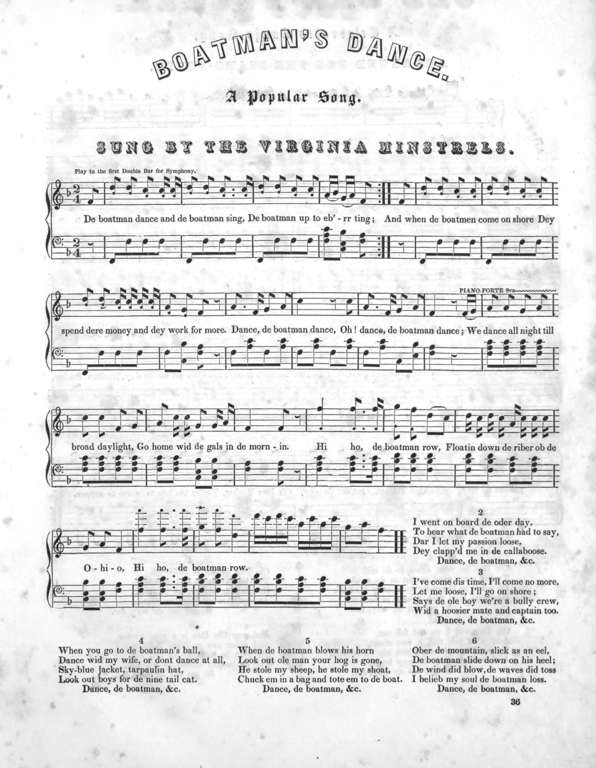 BOATMAN'S DANCE.
A Popular Song.
SUNG BY THE VIRGINIA MINSTRELS.
Play to the first Double Bar for Symphony.
De boatman dance and de boatman sing, De boatman up to eb'-rr ting; And when de boatmen come on shore Dey
PIANO-FORTE 8va
spend dere money and dey work for more. Dance, de boatman dance, Oh! dance, de boatman dance; We dance all night till
broad daylight, Go home wid de gals in de morn - in. Hi ho, de boatman row, Floatin down de riber ob de
O - hi - o, Hi ho, de boatman row.
2
I went on board de oder day,
To hear what de boatman had to say,
Dar I let my passion loose,
Dey clapp'd me in de callaboose.
Dance, de boatman, &c.
3
I've come dis time, I'll come no more,
Let me loose, I'll go on shore;
Says de ole boy we're a bully crew,
Wid a hoosier mate and captain too.
Dance, de boatman, &c.
4
When you go to de boatman's ball,
Dance wid my wife, or dont dance at all,
Sky-blue jacket, tarpaulin hat,
Look out boys for de nine tail cat.
Dance, de boatman, &c.
5
When de boatman blows his horn
Look out ole man your hog is gone,
He stole my sheep, he stole my shoat,
Chuck em in a bag and tote em to de boat.
Dance, de boatman, &c.
6
Ober de mountain, slick as an eel,
De boatman slide down on his heel;
De wind did blow, de waves did toss
I belieb my soul de boatman loss.
Dance, de boatman, &c.
36